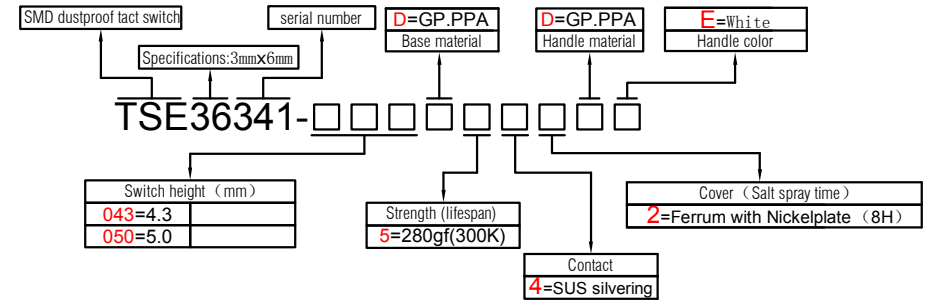 SMD dustproof tact switch
serial number
D=GP.PPA
Base material
D=GP.PPA
Handle material
E=White
Handle color
Specifications:3mmX6mm
TSE36341-□□□□□□□□□
Switch height（mm）
043=4.3
050=5.0
Strength (lifespan)
5=280gf(300K)
Contact
4=SUS silvering
Cover（Salt spray time）
2=Ferrum with Nickelplate（8H）